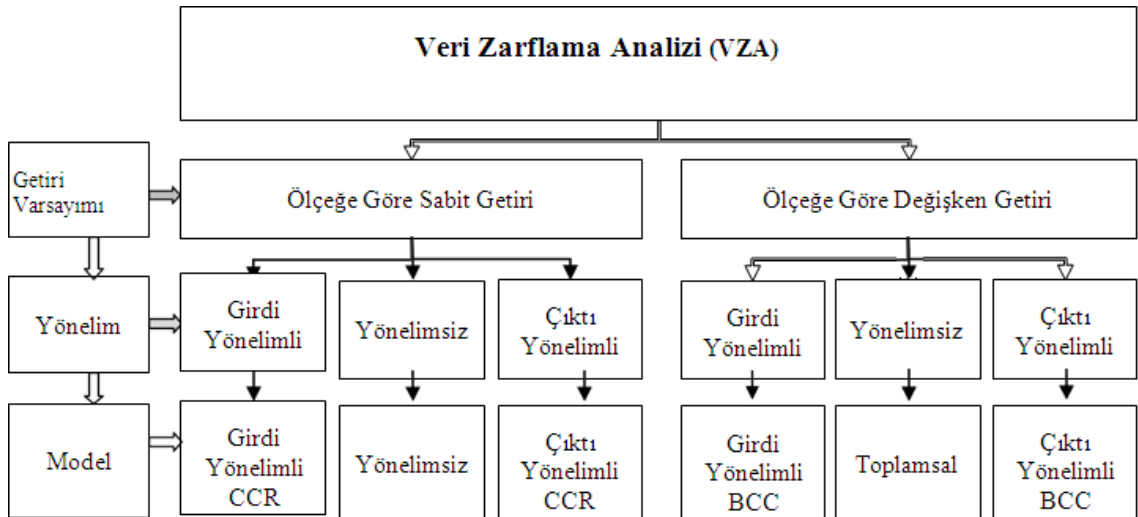 Veri Zarflama Analizi (VZA)
Getiri
Varsayımı
Ölçeğe Göre Sabit Getiri
Ölçeğe Göre Değişken Getiri
Yönelim
Girdi
Yönelimli
Yönelimsiz
Çıktı
Yönelimli
Girdi
Yönelimli
Yönelimsiz
Çıktı
Yönelimli
Model
Girdi
Yönelimli
CCR
Yönelimsiz
Çıktı
Yönelimli
CCR
Girdi
Yönelimli
BCC
Toplamsal
Çıktı
Yönelimli
BCC